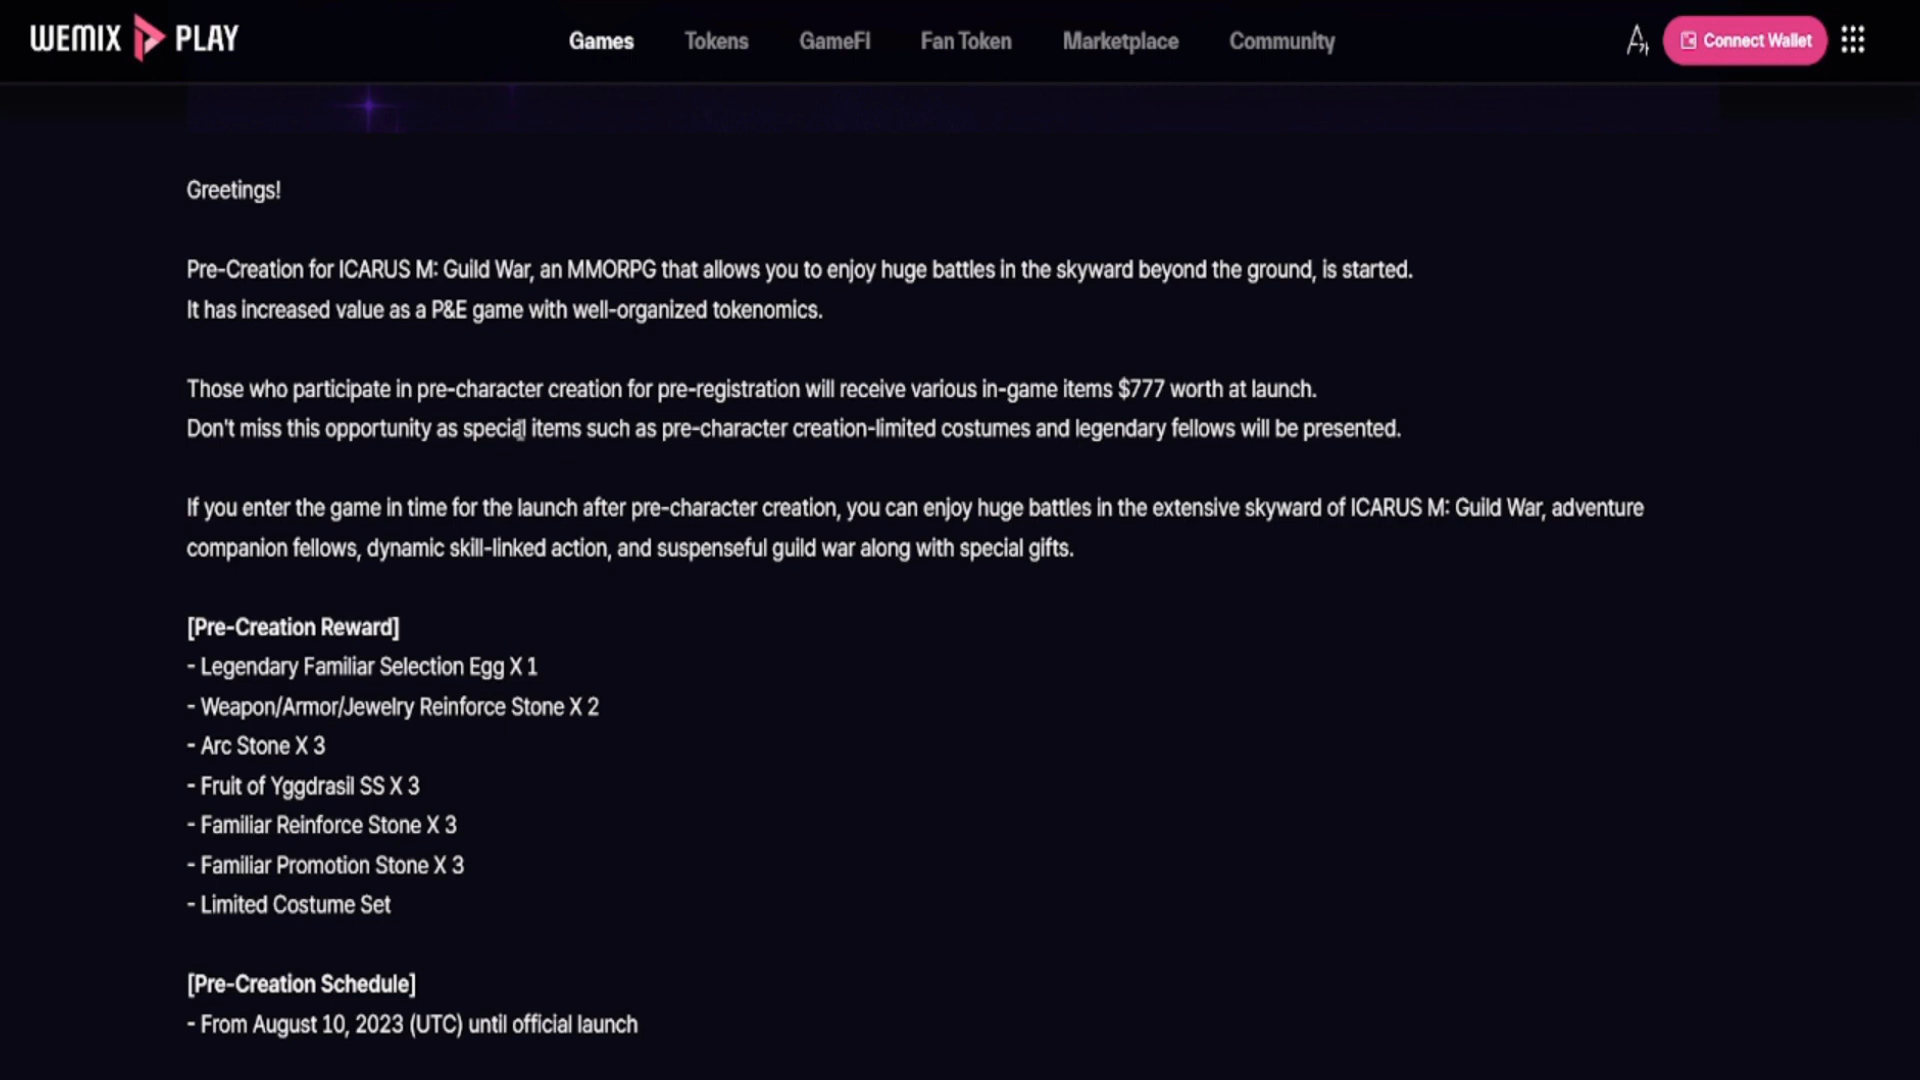 WEMIX PLAY
Games Tokens GameFI Fan Token Marketplace Community
Connect Wallet
Greetings!
Pre-Creation for ICARUS M: Guild War, an MMORPG that allows you to enjoy huge battles in the skyward beyond the ground, is started.
It has increased value as a P&E game with well-organized tokenomics.
Those who participate in pre-character creation for pre-registration will receive various in-game items $777 worth at launch.
Don't miss this opportunity as special items such as pre-character creation-limited costumes and legendary fellows will be presented.
If you enter the game in time for the launch after pre-character creation, you can enjoy huge battles in the extensive skyward of ICARUS M: Guild War, adventure
companion fellows, dynamic skill-linked action, and suspenseful guild war along with special gifts.
[Pre-Creation Reward]
- Legendary Familiar Selection Egg X 1
- Weapon/Armor/Jewelry Reinforce Stone X 2
- Arc Stone X 3
- Fruit of Yggdrasil SS X 3
- Familiar Reinforce Stone X 3
- Familiar Promotion Stone X 3
- Limited Costume Set
[Pre-Creation Schedule]
- From August 10, 2023 (UTC) until official launch